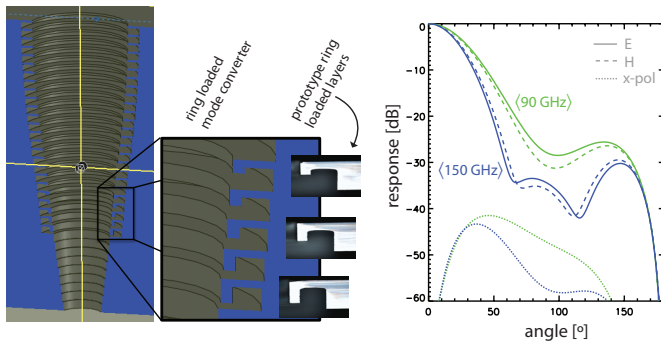 ring loaded
mode converter
prototype ring
loaded layers
0
-10
-20
-30
-40
-50
-60
response [dB]
E
H
x-pol
⟨90 GHz⟩
⟨150 GHz⟩
0
50
100
150
angle [º]